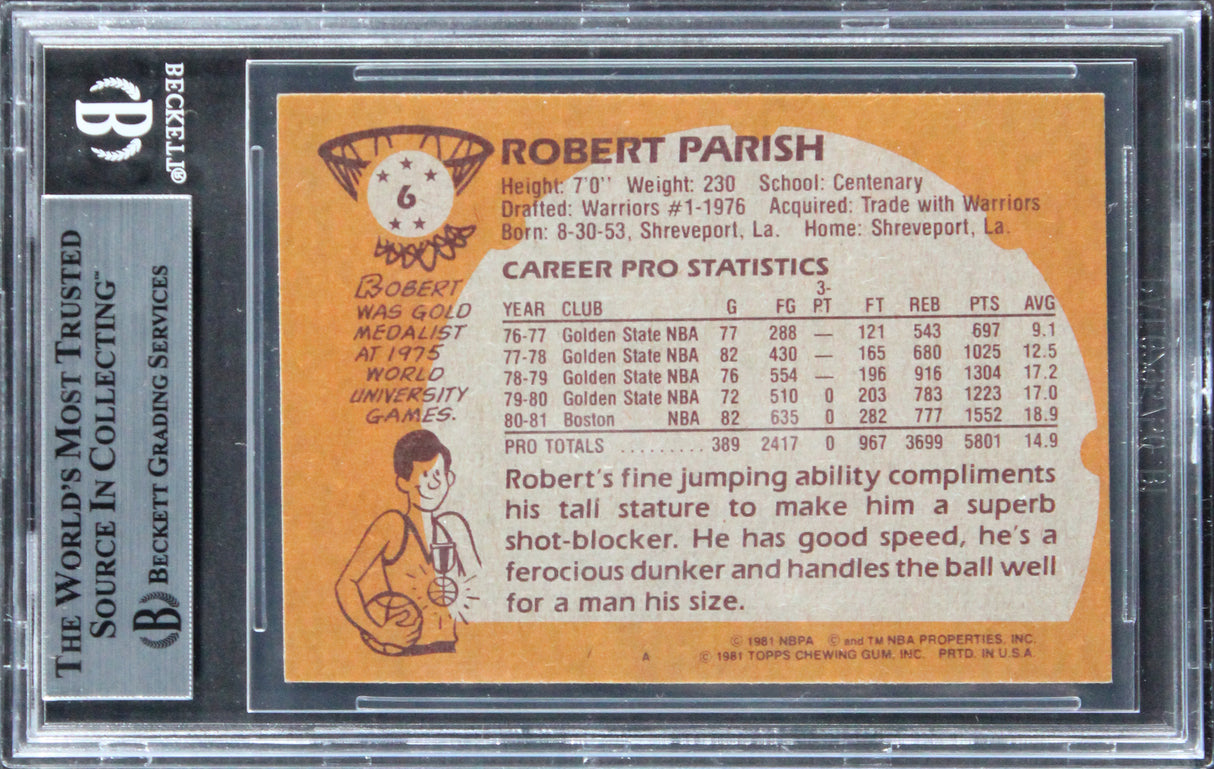 BECKETT®
B
THE WORLD'S MOST TRUSTED
SOURCE IN COLLECTING™
B BECKETT GRADING SERVICES
6
ROBERT PARISH
Height: 7'0'' Weight: 230 School: Centenary
Drafted: Warriors #1-1976 Acquired: Trade with Warriors
Born: 8-30-53, Shreveport, La. Home: Shreveport, La.
ROBERT
WAS GOLD
MEDALIST
AT 1975
WORLD
UNIVERSITY
GAMES.
CAREER PRO STATISTICS
YEAR CLUB G FG 3-PT FT REB PTS AVG
76-77 Golden State NBA 77 288 — 121 543 697 9.1
77-78 Golden State NBA 82 430 — 165 680 1025 12.5
78-79 Golden State NBA 76 554 — 196 916 1304 17.2
79-80 Golden State NBA 72 510 0 203 783 1223 17.0
80-81 Boston NBA 82 635 0 282 777 1552 18.9
PRO TOTALS ......... 389 2417 0 967 3699 5801 14.9
Robert's fine jumping ability compliments
his tall stature to make him a superb
shot-blocker. He has good speed, he's a
ferocious dunker and handles the ball well
for a man his size.
© 1981 NBPA © and TM NBA PROPERTIES, INC.
A © 1981 TOPPS CHEWING GUM, INC. PRTD. IN U.S.A.